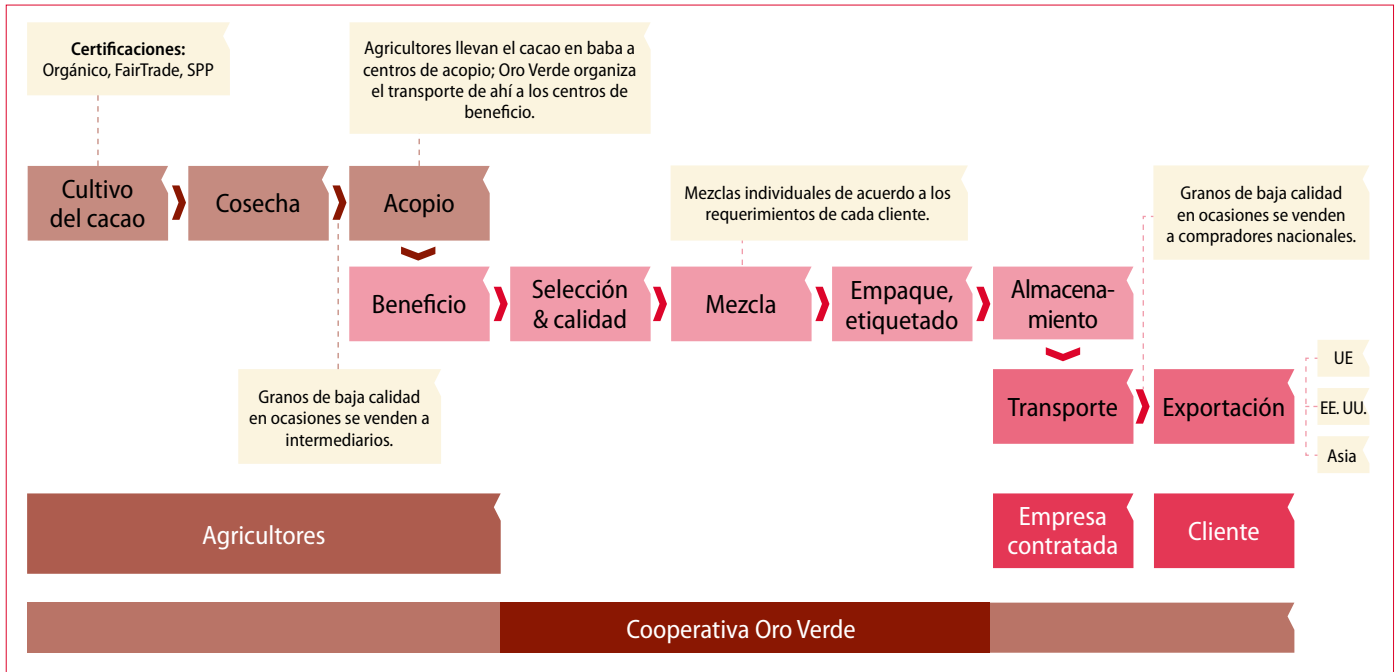 Certificaciones:
Orgánico, FairTrade, SPP
Agricultores llevan el cacao en baba a
centros de acopio; Oro Verde organiza
el transporte de ahí a los centros de
beneficio.
Cultivo
del cacao
Cosecha
Acopio
Mezclas individuales de acuerdo a los
requerimientos de cada cliente.
Granos de baja calidad
en ocasiones se venden
a compradores nacionales.
Beneficio
Selección
& calidad
Mezcla
Empaque,
etiquetado
Almacena-
miento
Granos de baja calidad
en ocasiones se venden a
intermediarios.
Transporte
Exportación
UE
EE. UU.
Asia
Agricultores
Empresa
contratada
Cliente
Cooperativa Oro Verde